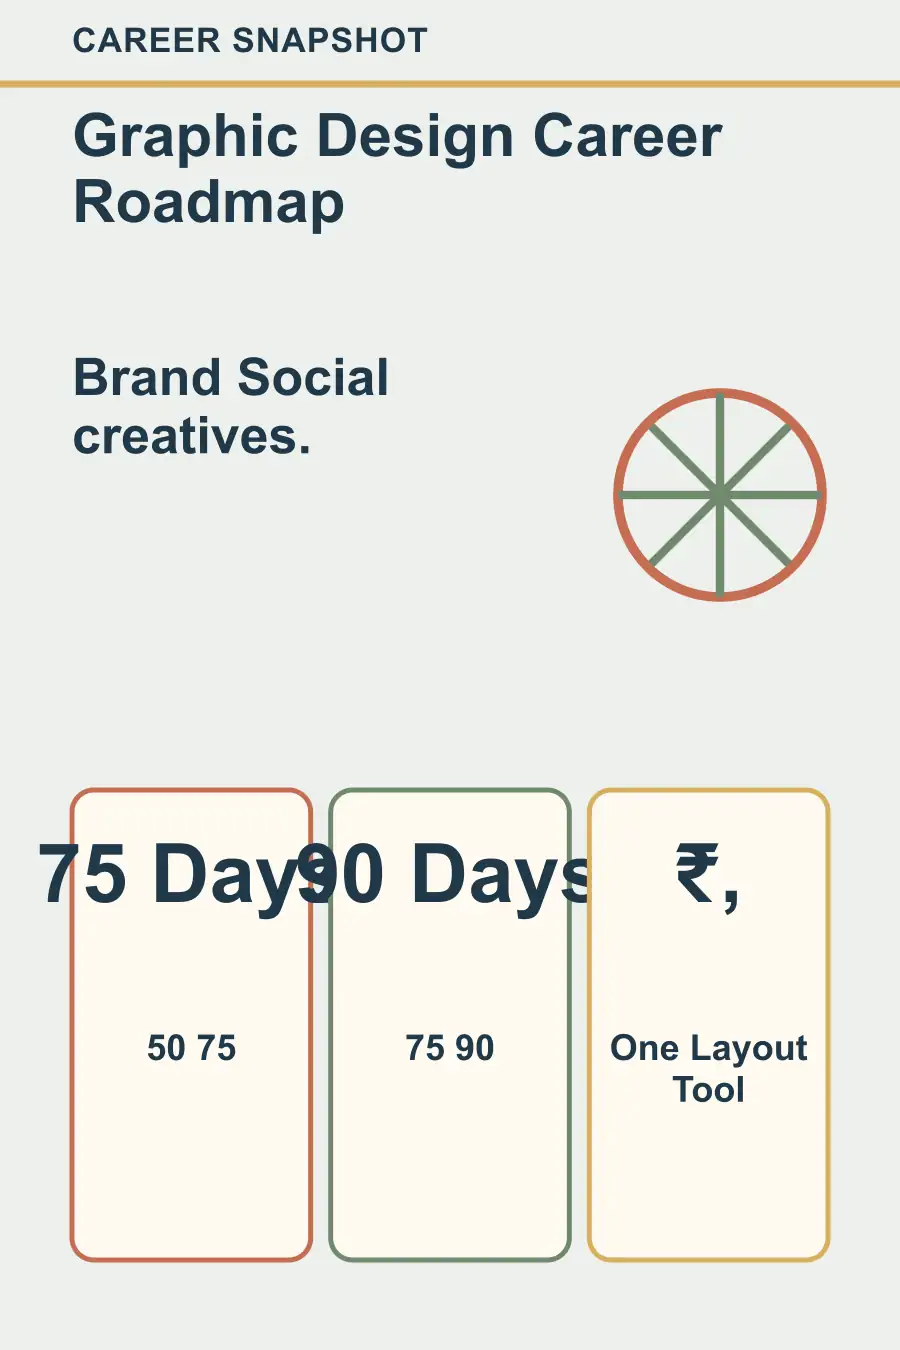 CAREER SNAPSHOT
Graphic Design Career
Roadmap
Brand Social
creatives.
75 Days
90 Days
₹,
50 75
75 90
One Layout
Tool